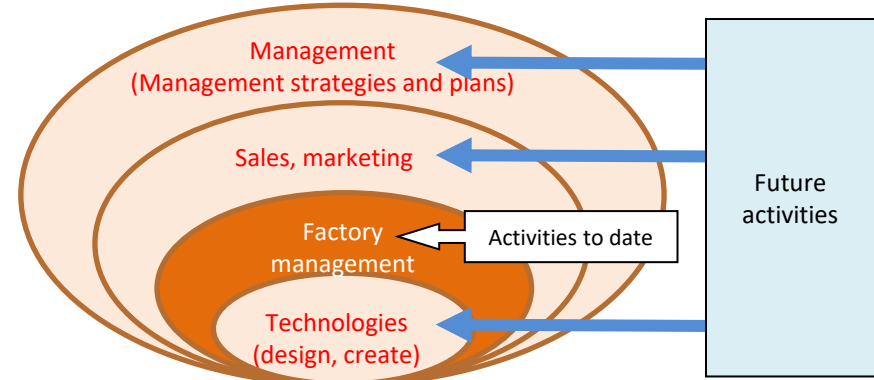 Management
(Management strategies and plans)
Sales, marketing
Factory
management
Activities to date
Technologies
(design, create)
Future
activities